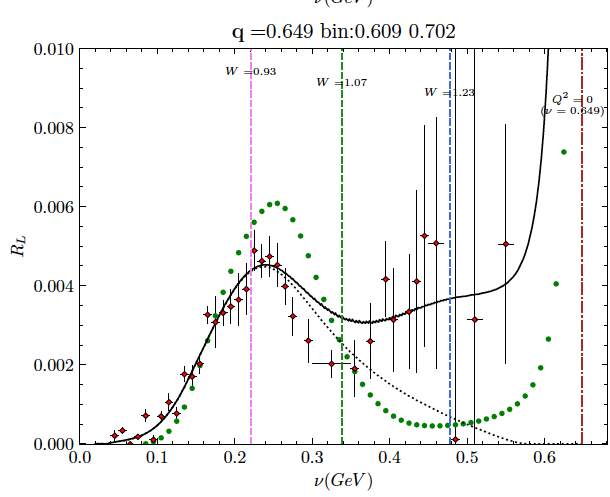 ν(GeV)
q =0.649 bin:0.609 0.702
0.010
W =0.93
W =1.07
W =1.23
Q² = 0
(ν = 0.649)
0.008
0.006
R_L
0.004
0.002
0.000
0.0 0.1 0.2 0.3 0.4 0.5 0.6
ν(GeV)